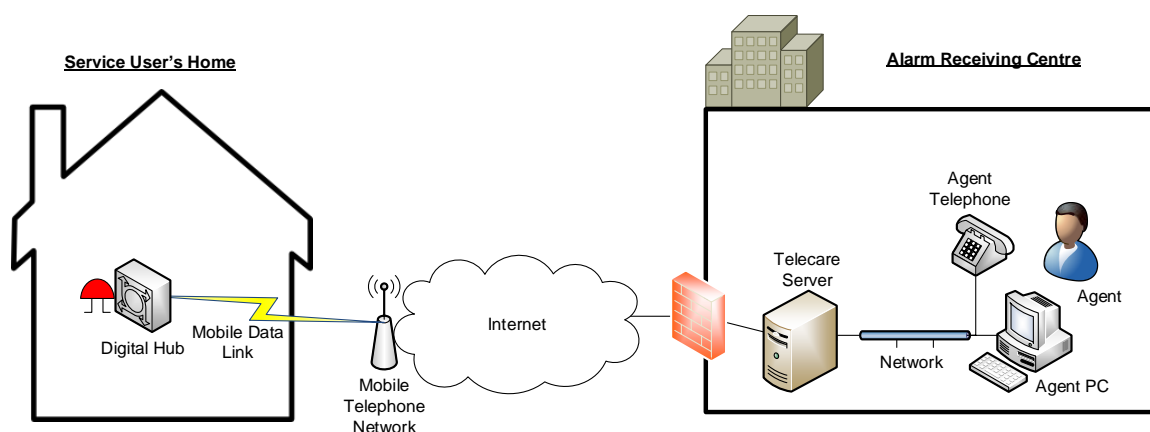 Service User's Home
Alarm Receiving Centre
Agent
Telephone
Telecare
Server
Agent
Internet
Digital Hub
Mobile Data
Link
Network
Agent PC
Mobile
Telephone
Network